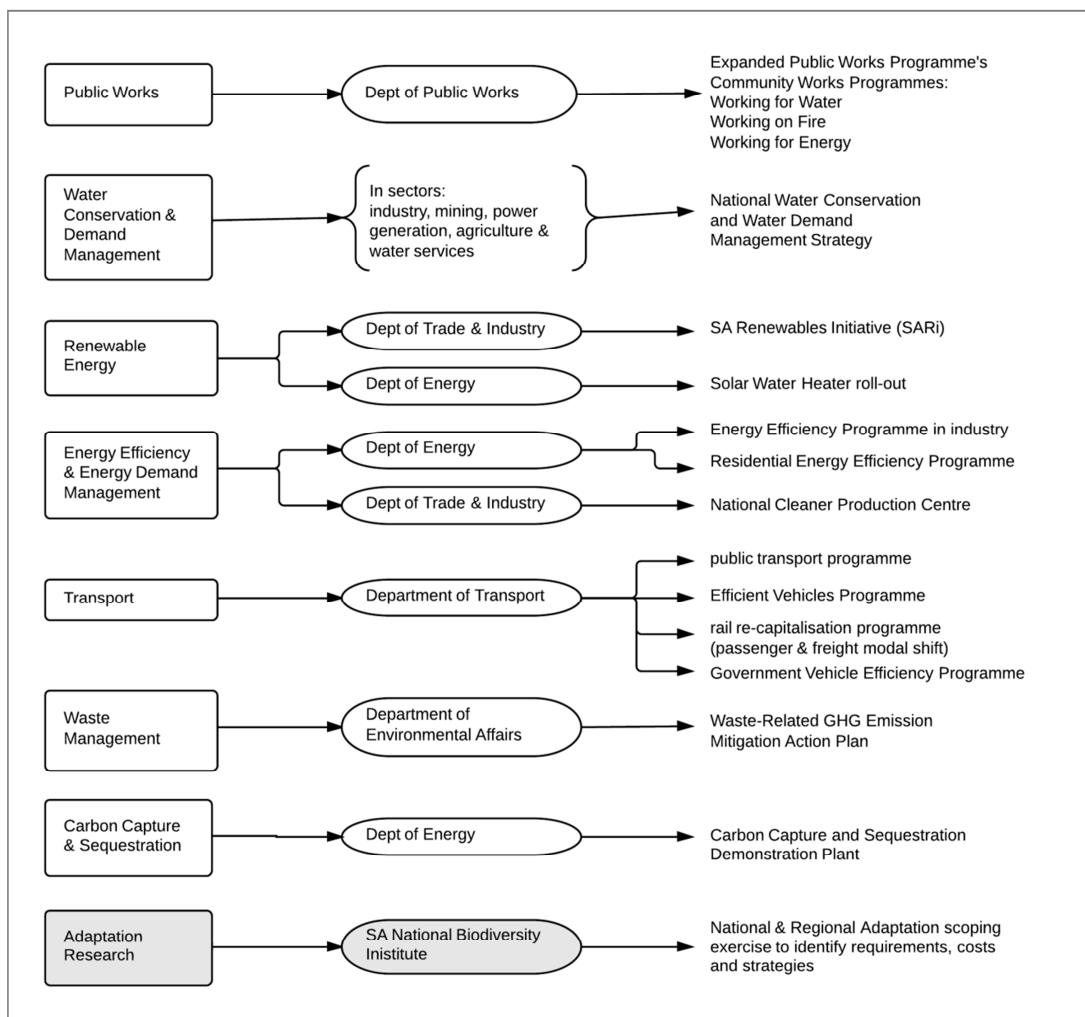 Public Works
Dept of Public Works
Expanded Public Works Programme's
Community Works Programmes:
Working for Water
Working on Fire
Working for Energy
Water
Conservation &
Demand
Management
In sectors:
industry, mining, power
generation, agriculture &
water services
National Water Conservation
and Water Demand
Management Strategy
Renewable
Energy
Dept of Trade & Industry
SA Renewables Initiative (SARi)
Dept of Energy
Solar Water Heater roll-out
Energy Efficiency
& Energy Demand
Management
Dept of Energy
Energy Efficiency Programme in industry
Residential Energy Efficiency Programme
Dept of Trade & Industry
National Cleaner Production Centre
Transport
Department of Transport
public transport programme
Efficient Vehicles Programme
rail re-capitalisation programme
(passenger & freight modal shift)
Government Vehicle Efficiency Programme
Waste
Management
Department of
Environmental Affairs
Waste-Related GHG Emission
Mitigation Action Plan
Carbon Capture
& Sequestration
Dept of Energy
Carbon Capture and Sequestration
Demonstration Plant
Adaptation
Research
SA National Biodiversity
Inistitute
National & Regional Adaptation scoping
exercise to identify requirements, costs
and strategies